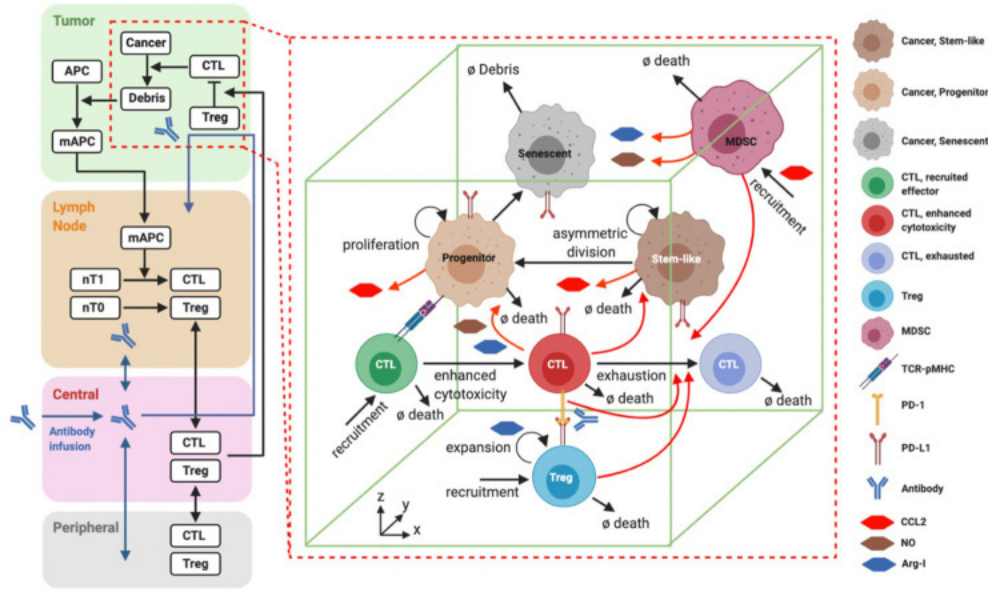 Tumor
Cancer
APC
CTL
Debris
Treg
mAPC
Lymph
Node
mAPC
nT1
CTL
nT0
Treg
Central
Antibody
infusion
CTL
Treg
Peripheral
CTL
Treg
ø Debris
ø death
Senescent
MDSC
recruitment
proliferation
Progenitor
asymmetric
division
Stem-like
ø death
ø death
CTL
enhanced
cytotoxicity
CTL
exhaustion
CTL
ø death
ø death
ø death
recruitment
expansion
Treg
recruitment
ø death
z
y
x
Cancer, Stem-like
Cancer, Progenitor
Cancer, Senescent
CTL, recruited
effector
CTL, enhanced
cytotoxicity
CTL, exhausted
Treg
MDSC
TCR-pMHC
PD-1
PD-L1
Antibody
CCL2
NO
Arg-I